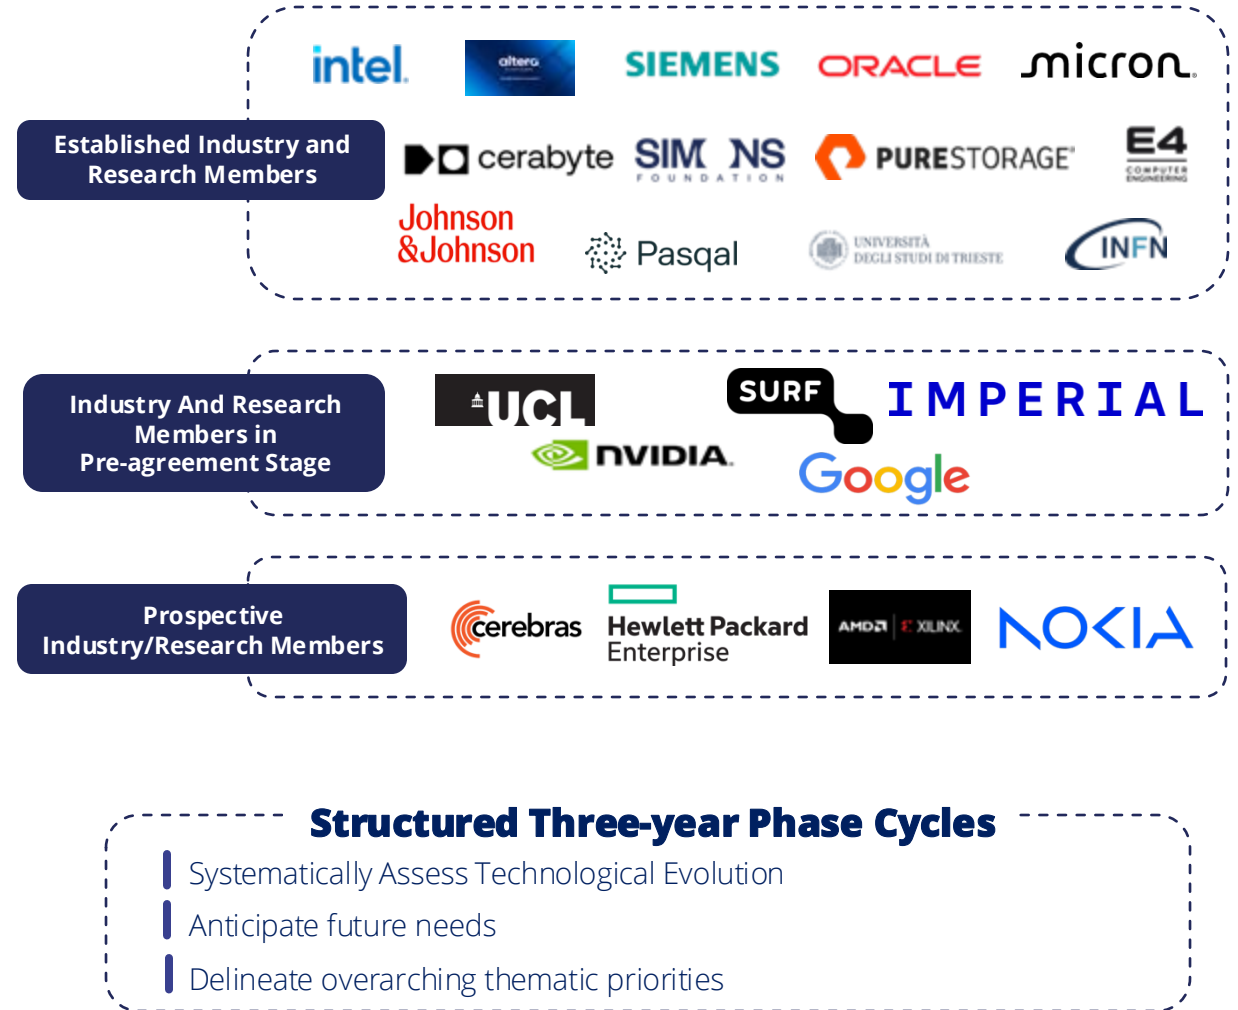 intel.
altera
SIEMENS
ORACLE
micron
Established Industry and
Research Members
cerabyte
SIMONS
FOUNDATION
PURESTORAGE
E4
COMPUTER
ENGINEERING
Johnson
&Johnson
Pasqal
UNIVERSITÀ
DEGLI STUDI DI TRIESTE
INFN
Industry And Research
Members in
Pre-agreement Stage
UCL
SURF
IMPERIAL
NVIDIA.
Google
Prospective
Industry/Research Members
cerebras
Hewlett Packard
Enterprise
AMD XILINX
NOKIA
Structured Three-year Phase Cycles
Systematically Assess Technological Evolution
Anticipate future needs
Delineate overarching thematic priorities